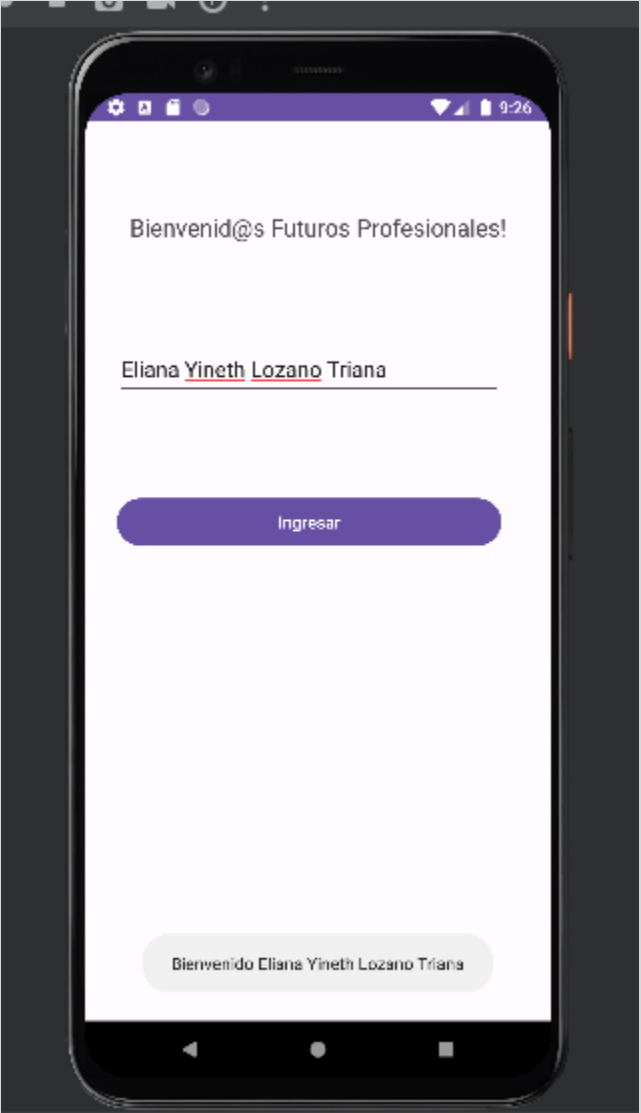 9:26
Bienvenid@s Futuros Profesionales!
Eliana Yineth Lozano Triana
Ingresar
Bienvenido Eliana Yineth Lozano Triana